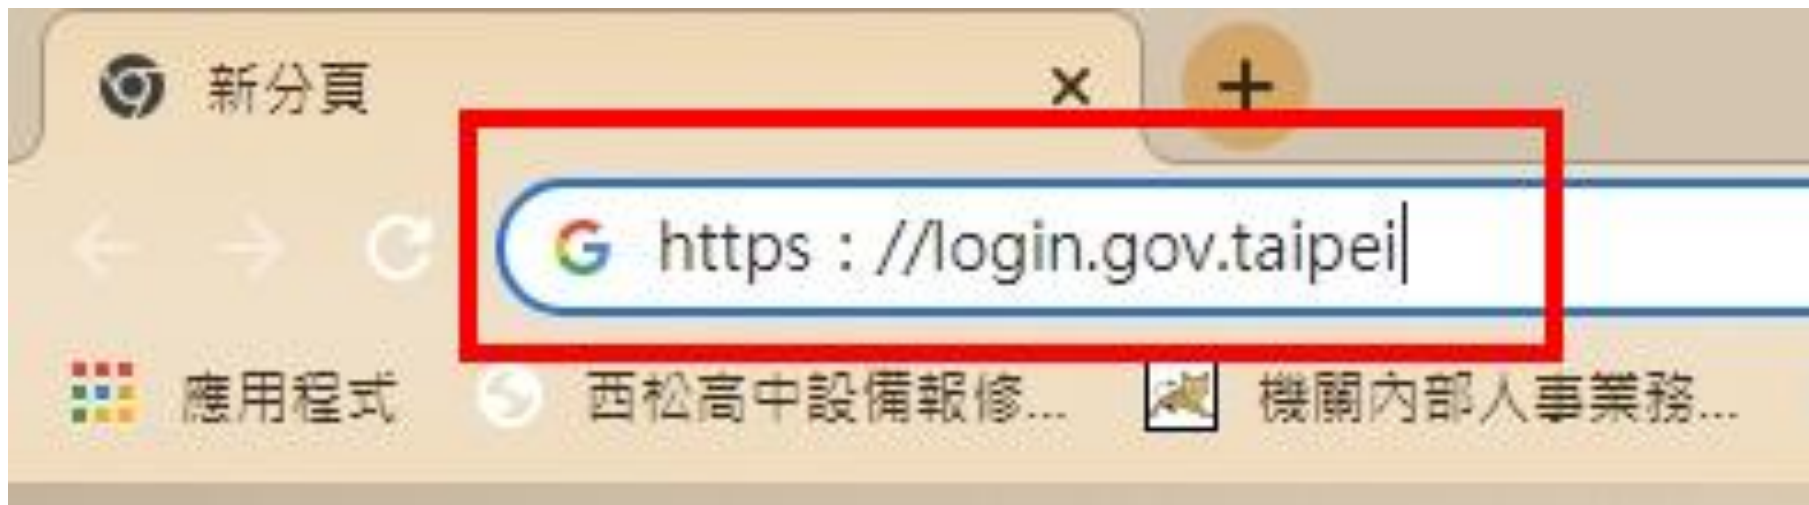 新分頁
https : //login.gov.taipei
應用程式 西松高中設備報修... 機關內部人事業務...